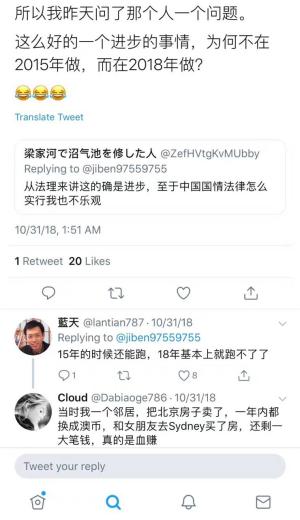 所以我昨天问了那个人一个问题。
这么好的一个进步的事情，为何不在
2015年做，而在2018年做?
😂😂😂
Translate Tweet
梁家河で沼气池を修した人 @ZefHVtgKvMUbby
Replying to @jiben97559755
从法理来讲这的确是进步，至于中国国情法律怎么
实行我也不乐观
10/31/18, 1:51 AM
1 Retweet 20 Likes
藍天 @lantian787 · 10/31/18
Replying to @jiben97559755
15年的时候还能跑，18年基本上就跑不了了
1 8
Cloud @Dabiaoge786 · 10/31/18
当时我一个邻居，把北京房子卖了，一年内都
换成澳币，和女朋友去Sydney买了房，还剩一
大笔钱，真的是血赚
Tweet your reply